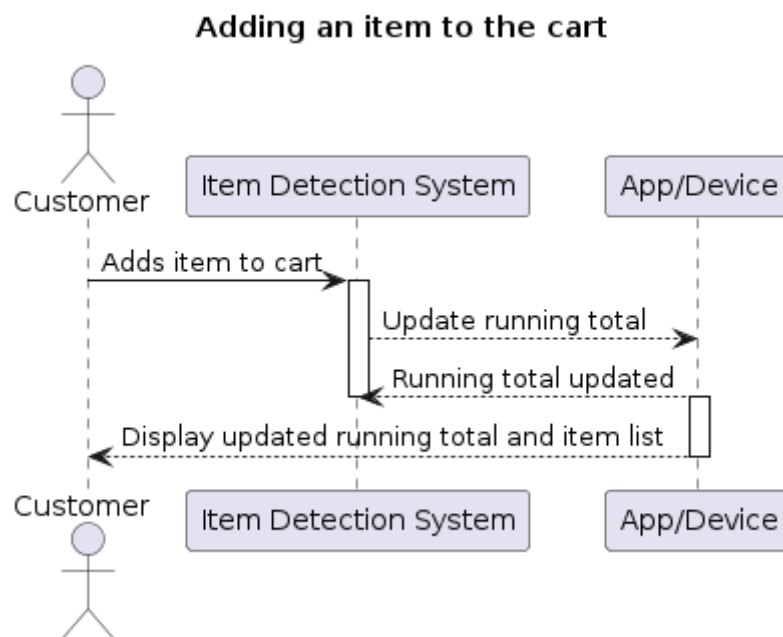 Adding an item to the cart
Customer
Item Detection System
App/Device
Adds item to cart
Update running total
Running total updated
Display updated running total and item list
Customer
Item Detection System
App/Device